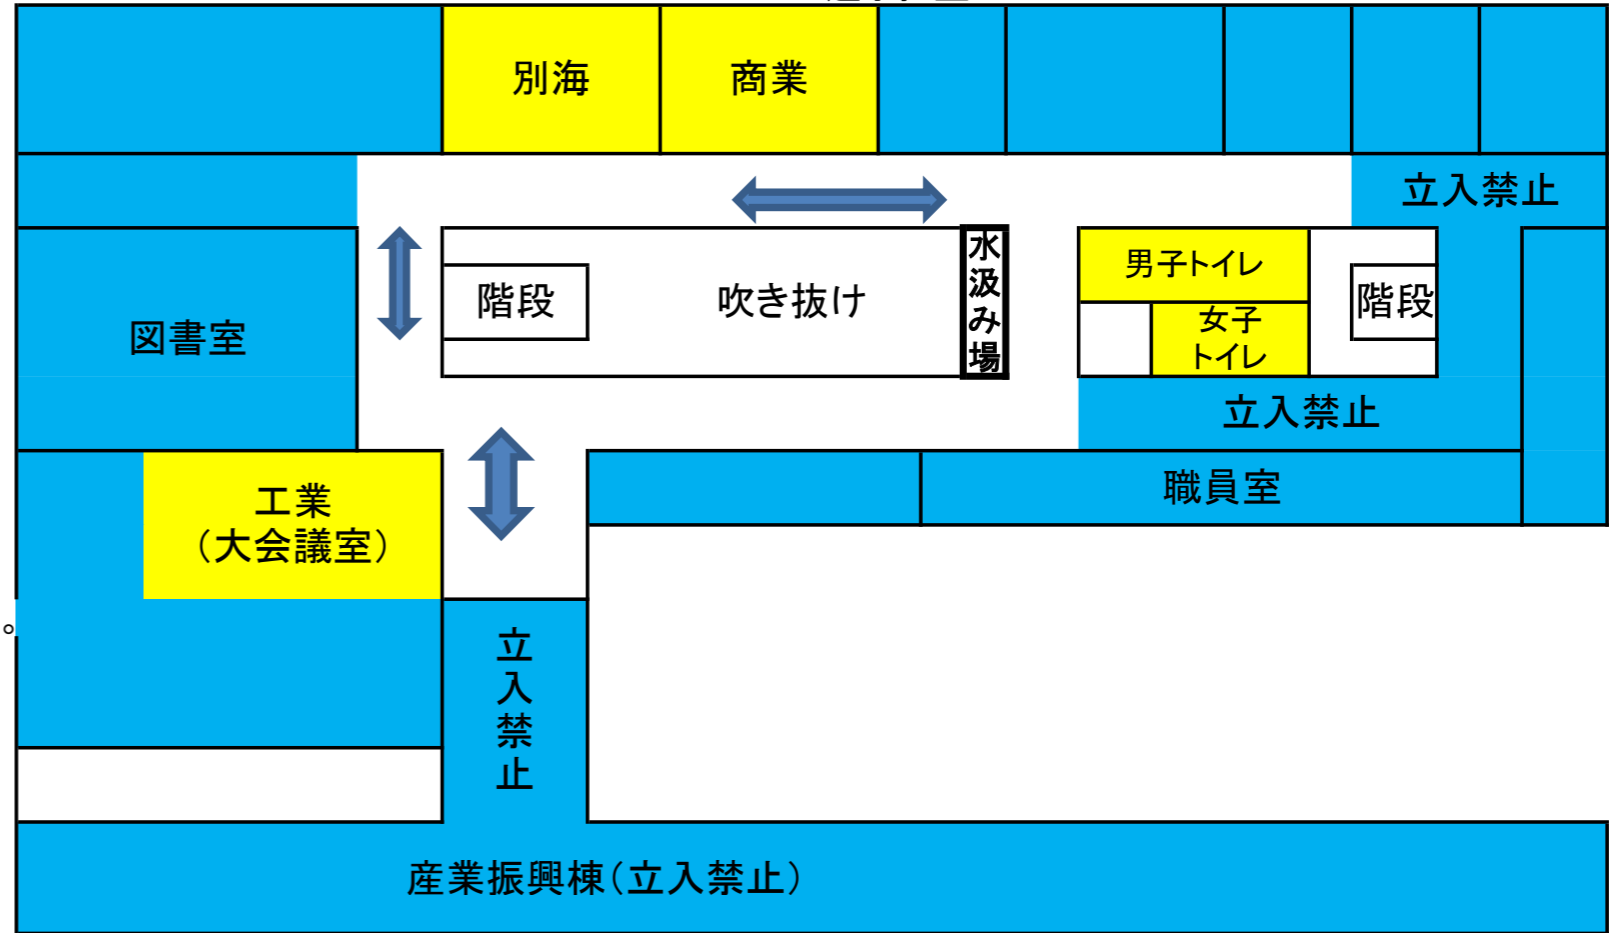 別海
商業
立入禁止
水汲み場
男子トイレ
階段
吹き抜け
階段
女子
トイレ
図書室
立入禁止
工業
（大会議室）
職員室
。
立入禁止
産業振興棟(立入禁止)